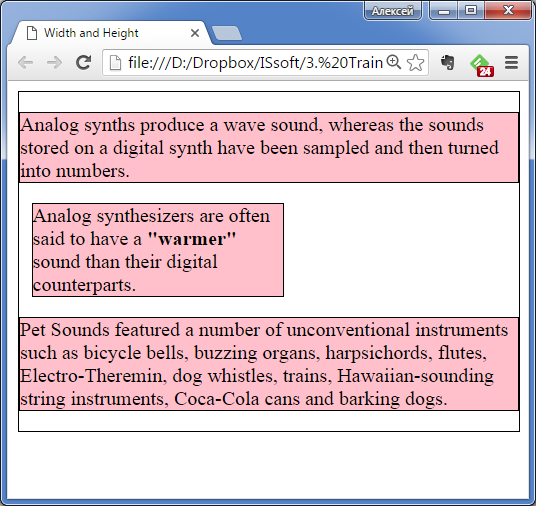 Алексей
Width and Height
file:///D:/Dropbox/ISsoft/3.%20Train
24
Analog synths produce a wave sound, whereas the sounds
stored on a digital synth have been sampled and then turned
into numbers.
Analog synthesizers are often
said to have a "warmer"
sound than their digital
counterparts.
Pet Sounds featured a number of unconventional instruments
such as bicycle bells, buzzing organs, harpsichords, flutes,
Electro-Theremin, dog whistles, trains, Hawaiian-sounding
string instruments, Coca-Cola cans and barking dogs.